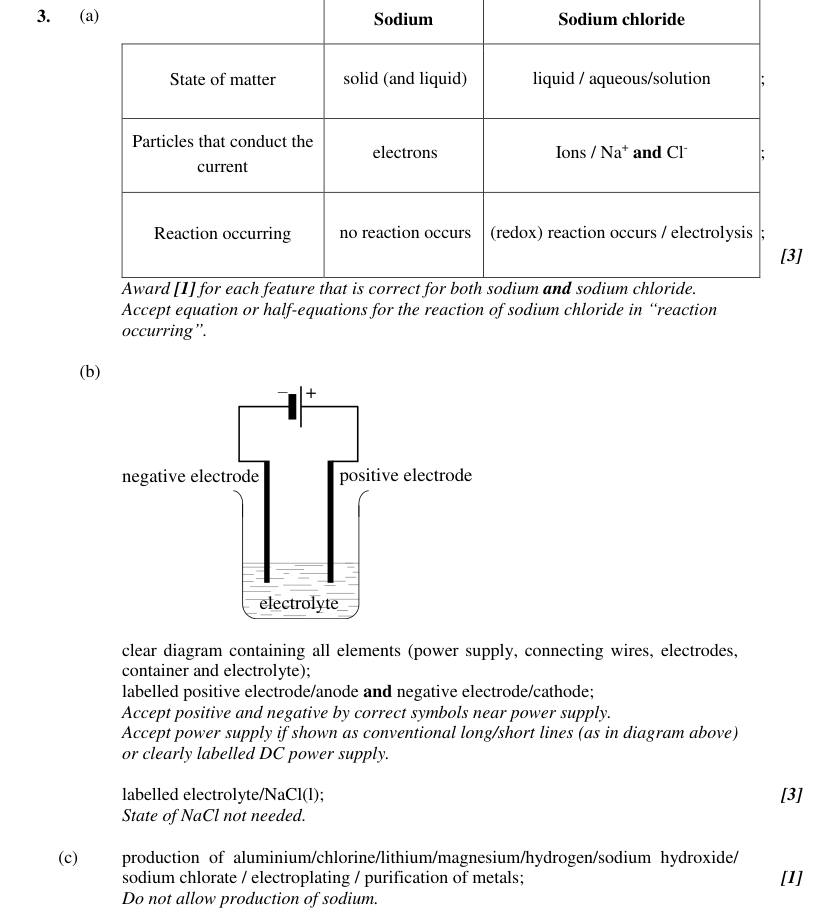 3. (a)
Sodium Sodium chloride
State of matter solid (and liquid) liquid / aqueous/solution ;
Particles that conduct the current electrons Ions / Na⁺ and Cl⁻ ;
Reaction occurring no reaction occurs (redox) reaction occurs / electrolysis ;
[3]
Award [1] for each feature that is correct for both sodium and sodium chloride.
Accept equation or half-equations for the reaction of sodium chloride in “reaction
occurring”.
(b)
− +
negative electrode positive electrode
electrolyte
clear diagram containing all elements (power supply, connecting wires, electrodes,
container and electrolyte);
labelled positive electrode/anode and negative electrode/cathode;
Accept positive and negative by correct symbols near power supply.
Accept power supply if shown as conventional long/short lines (as in diagram above)
or clearly labelled DC power supply.
labelled electrolyte/NaCl(l); [3]
State of NaCl not needed.
(c) production of aluminium/chlorine/lithium/magnesium/hydrogen/sodium hydroxide/
sodium chlorate / electroplating / purification of metals; [1]
Do not allow production of sodium.